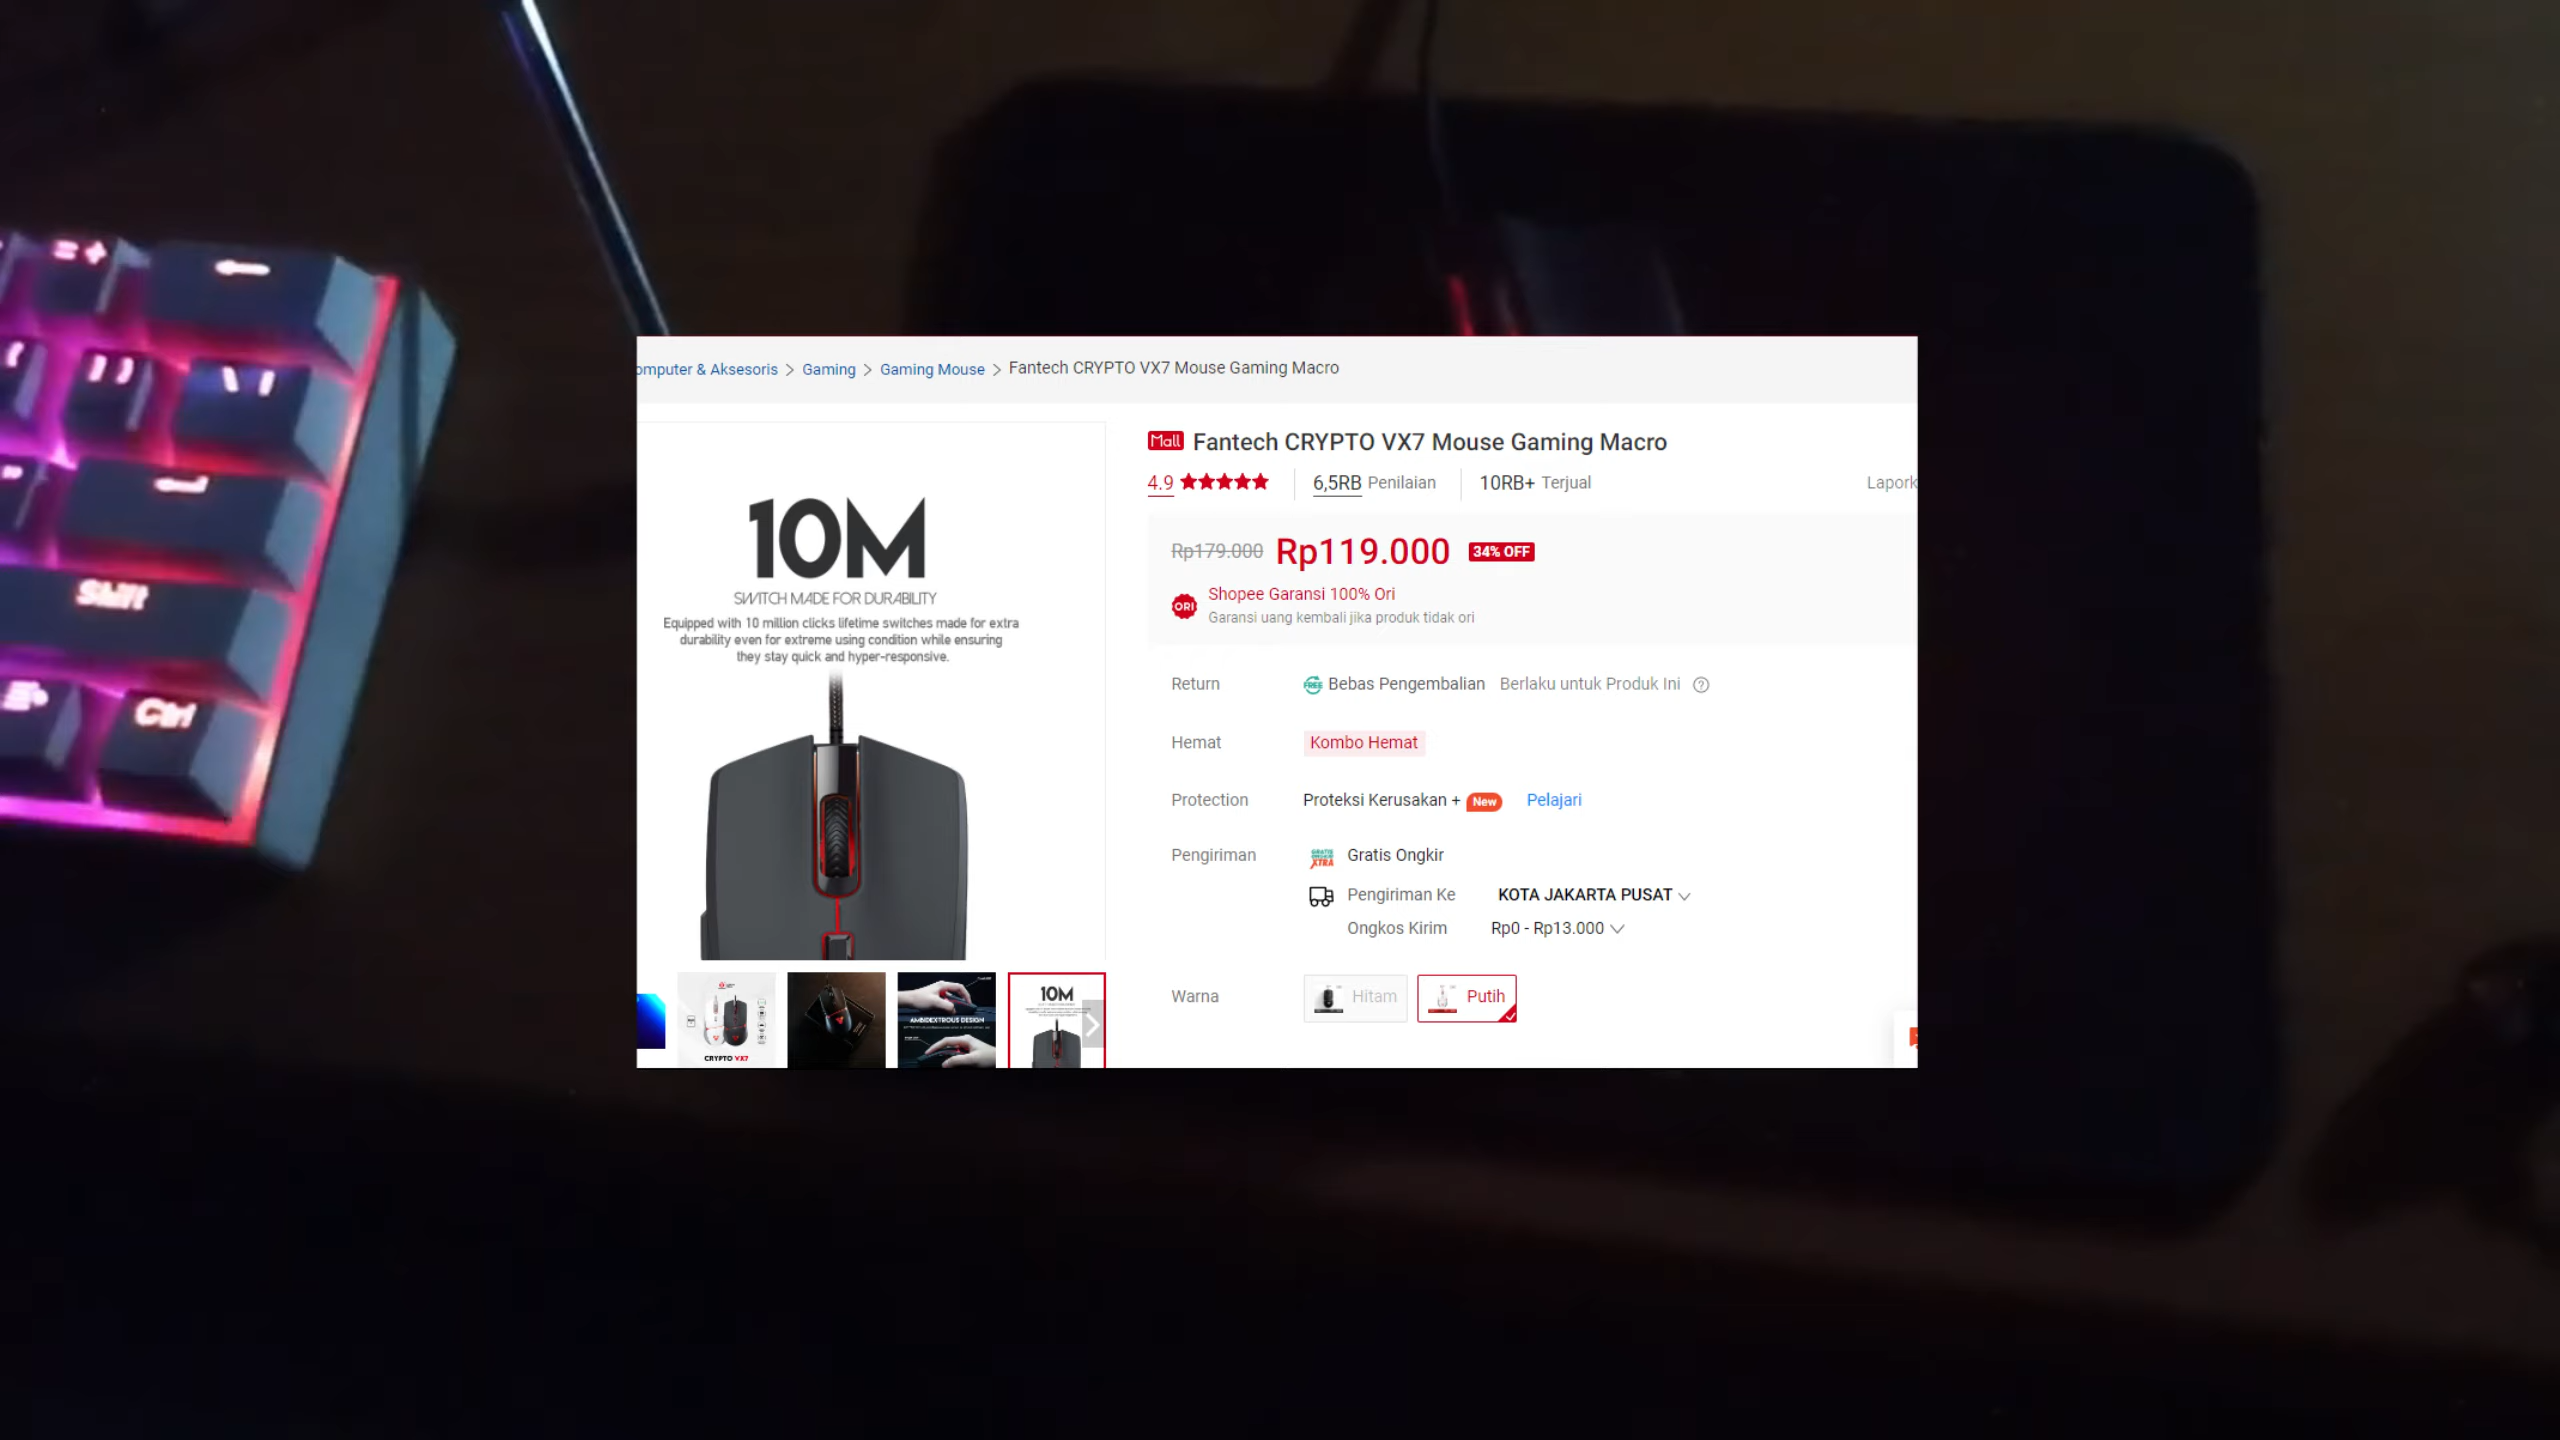 omputer & Aksesoris > Gaming > Gaming Mouse > Fantech CRYPTO VX7 Mouse Gaming Macro
Mall Fantech CRYPTO VX7 Mouse Gaming Macro
4.9 ★★★★★ 6,5RB Penilaian 10RB+ Terjual Lapork
Rp179.000 Rp119.000 34% OFF
ORI Shopee Garansi 100% Ori
Garansi uang kembali jika produk tidak ori
10M
SWITCH MADE FOR DURABILITY
Equipped with 10 million clicks lifetime switches made for extra
durability even for extreme using condition while ensuring
they stay quick and hyper-responsive.
Return FREE Bebas Pengembalian Berlaku untuk Produk Ini ?
Hemat Kombo Hemat
Protection Proteksi Kerusakan + New Pelajari
Pengiriman GRATIS ONGKIR XTRA Gratis Ongkir
Pengiriman Ke KOTA JAKARTA PUSAT
Ongkos Kirim Rp0 - Rp13.000
Warna Hitam Putih
CRYPTO VX7
AMBIDEXTROUS DESIGN
10M
= +
Shift
Ctrl